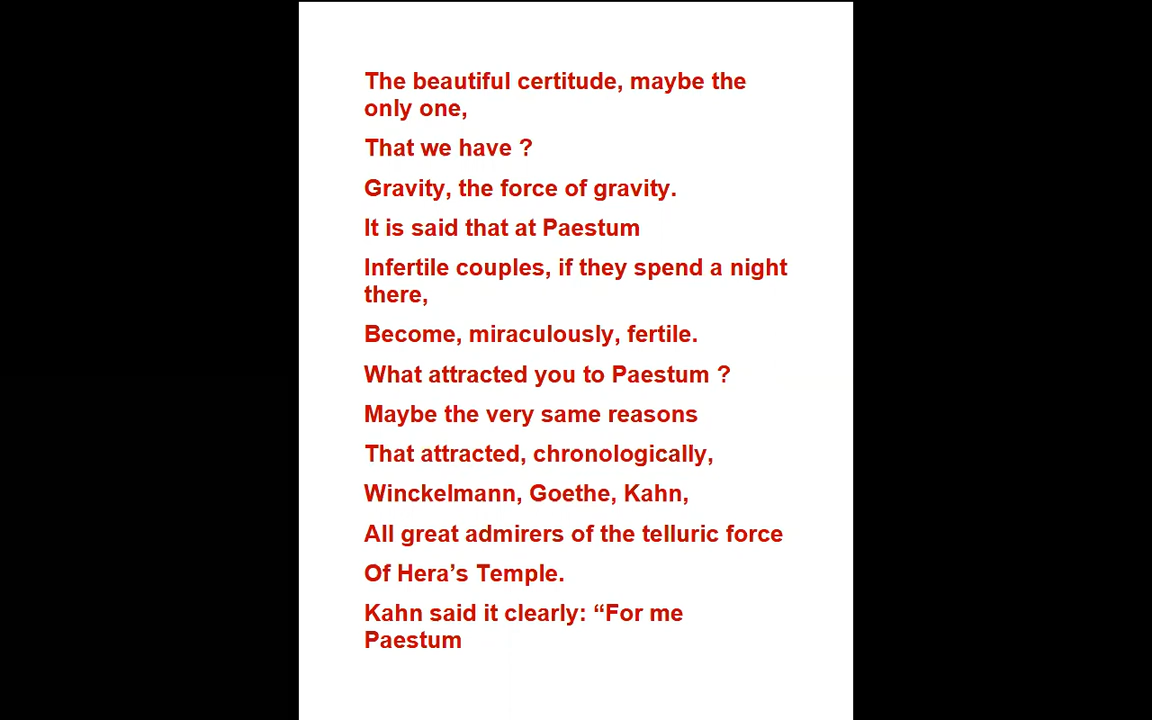 The beautiful certitude, maybe the
only one,
That we have ?
Gravity, the force of gravity.
It is said that at Paestum
Infertile couples, if they spend a night
there,
Become, miraculously, fertile.
What attracted you to Paestum ?
Maybe the very same reasons
That attracted, chronologically,
Winckelmann, Goethe, Kahn,
All great admirers of the telluric force
Of Hera’s Temple.
Kahn said it clearly: “For me
Paestum